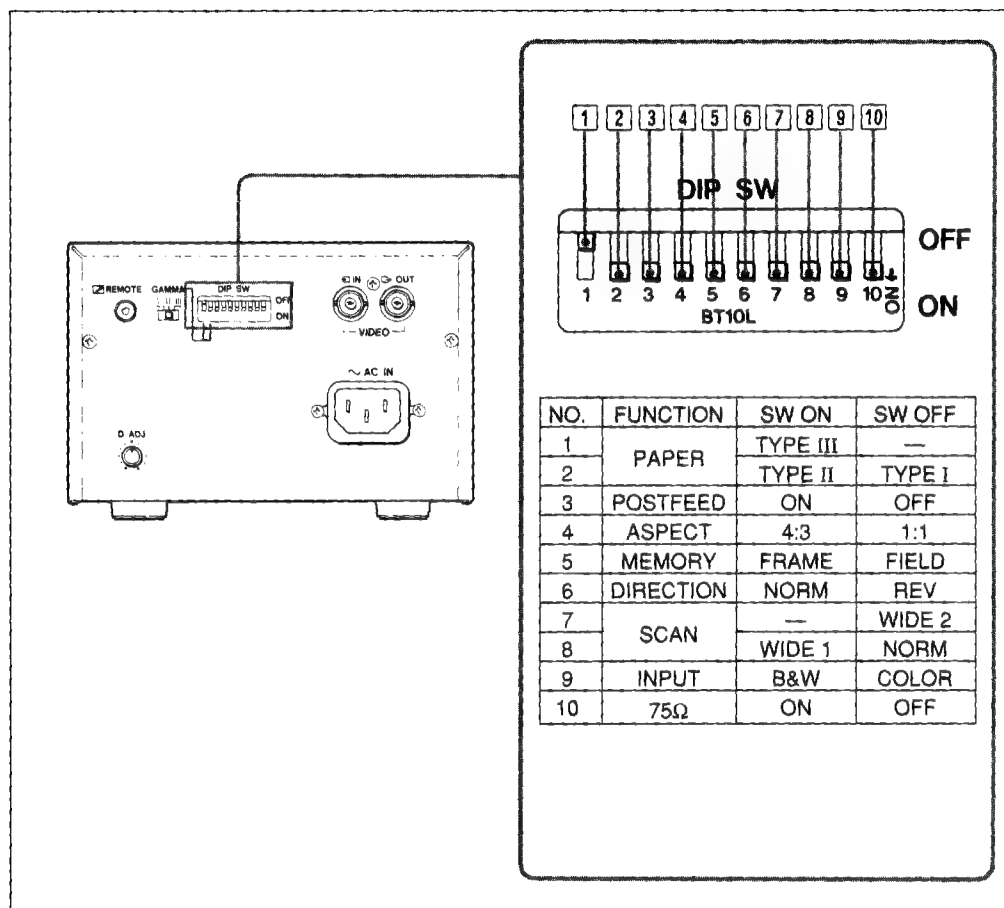 1 2 3 4 5 6 7 8 9 10
DIP SW
OFF
ON
1 2 3 4 5 6 7 8 9 10
ON
BT10L
REMOTE GAMMA DIP SW IN OUT
I II III
OFF
ON
VIDEO
~ AC IN
D ADJ
NO. FUNCTION SW ON SW OFF
1 PAPER TYPE III —
2 TYPE II TYPE I
3 POSTFEED ON OFF
4 ASPECT 4:3 1:1
5 MEMORY FRAME FIELD
6 DIRECTION NORM REV
7 SCAN — WIDE 2
8 WIDE 1 NORM
9 INPUT B&W COLOR
10 75Ω ON OFF